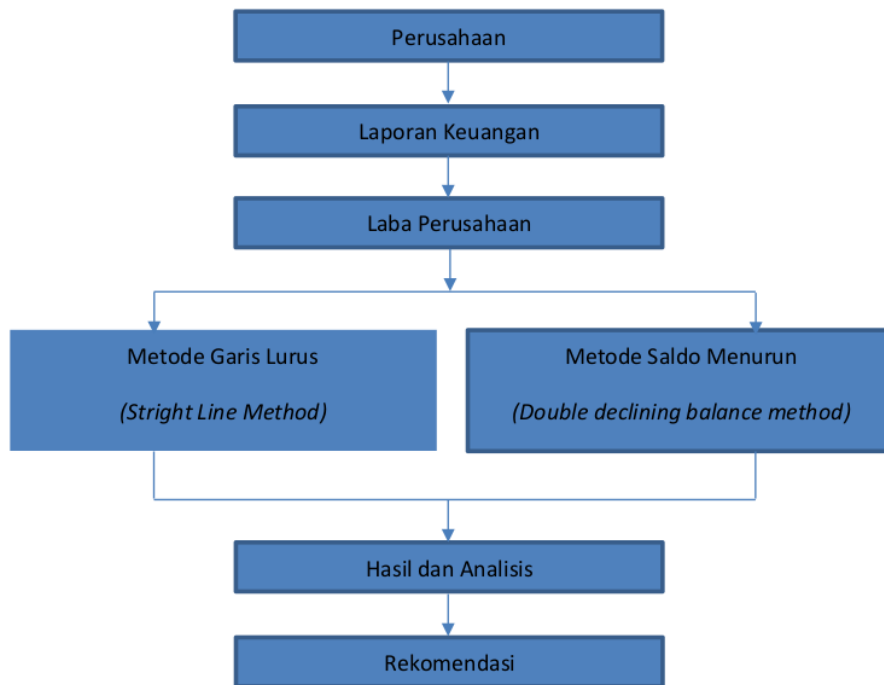 Perusahaan
Laporan Keuangan
Laba Perusahaan
Metode Garis Lurus
(Stright Line Method)
Metode Saldo Menurun
(Double declining balance method)
Hasil dan Analisis
Rekomendasi